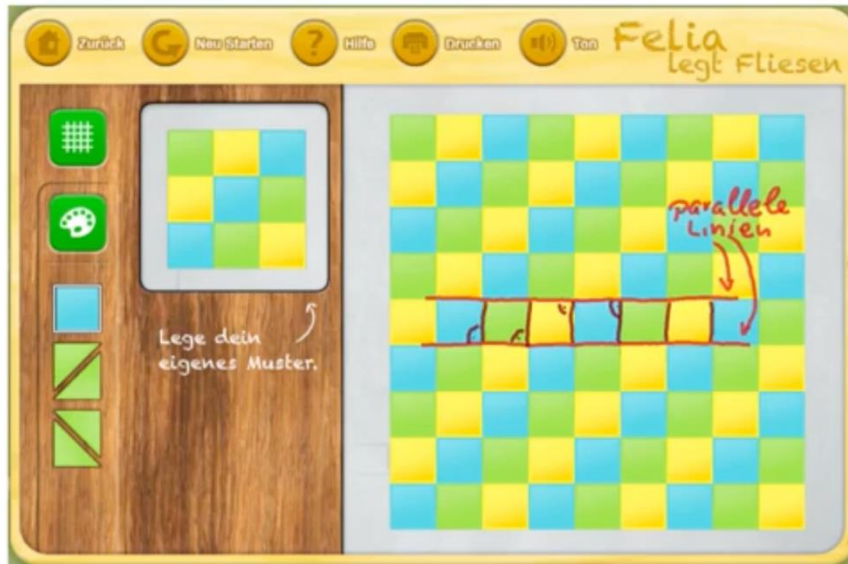 Zurück
Neu Starten
Hilfe
Drucken
Ton
Felia
legt Fliesen
?
parallele
Linien
Lege dein
eigenes Muster.